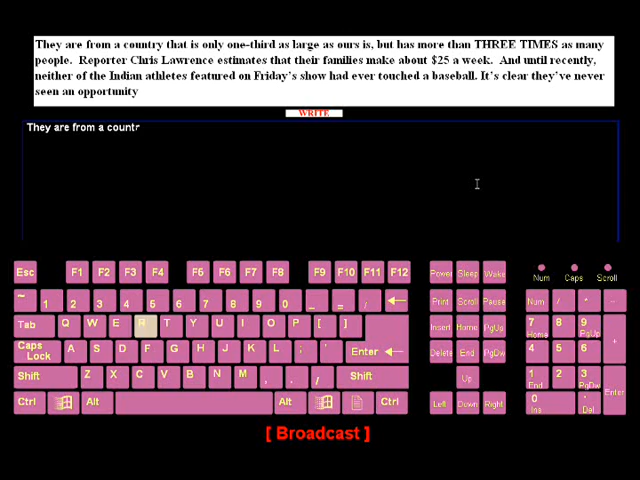 They are from a country that is only one-third as large as ours is, but has more than THREE TIMES as many
people. Reporter Chris Lawrence estimates that their families make about $25 a week. And until recently,
neither of the Indian athletes featured on Friday's show had ever touched a baseball. It's clear they've never
seen an opportunity
WRITE
They are from a countr
Esc F1 F2 F3 F4 F5 F6 F7 F8 F9 F10 F11 F12 Power Sleep Wake Num Caps Scroll
~ 1 2 3 4 5 6 7 8 9 0 _ = / Print Scroll Pause Num / * -
Tab Q W E R T Y U I O P [ ] Insert Home PgUp 7 Home 8 9 PgUp +
Caps Lock A S D F G H J K L ; ' Enter Delete End PgDw 4 5 6
Shift Z X C V B N M , . / Shift Up 1 End 2 3 PgDw Enter
Ctrl Alt Alt Ctrl Left Down Right 0 Ins . Del
[ Broadcast ]